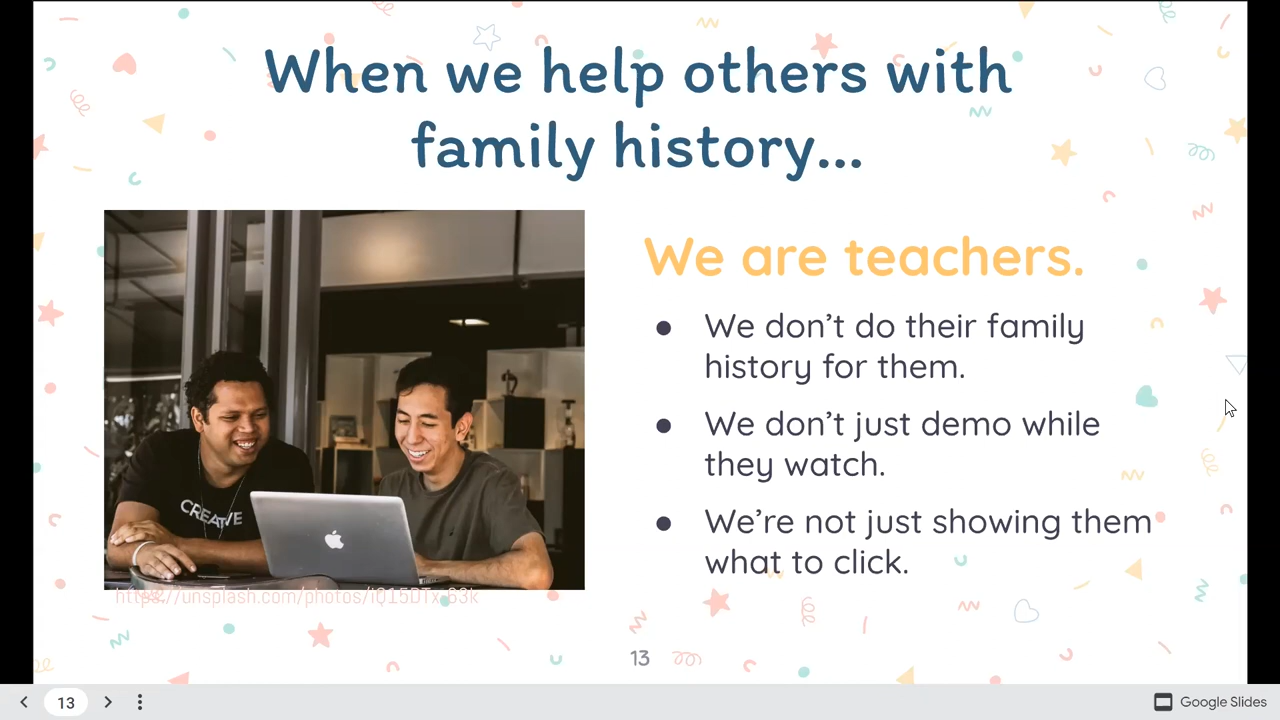 When we help others with
family history...
We are teachers.
● We don’t do their family
history for them.
● We don’t just demo while
they watch.
● We’re not just showing them
what to click.
CREATIVE
13
13
Google Slides